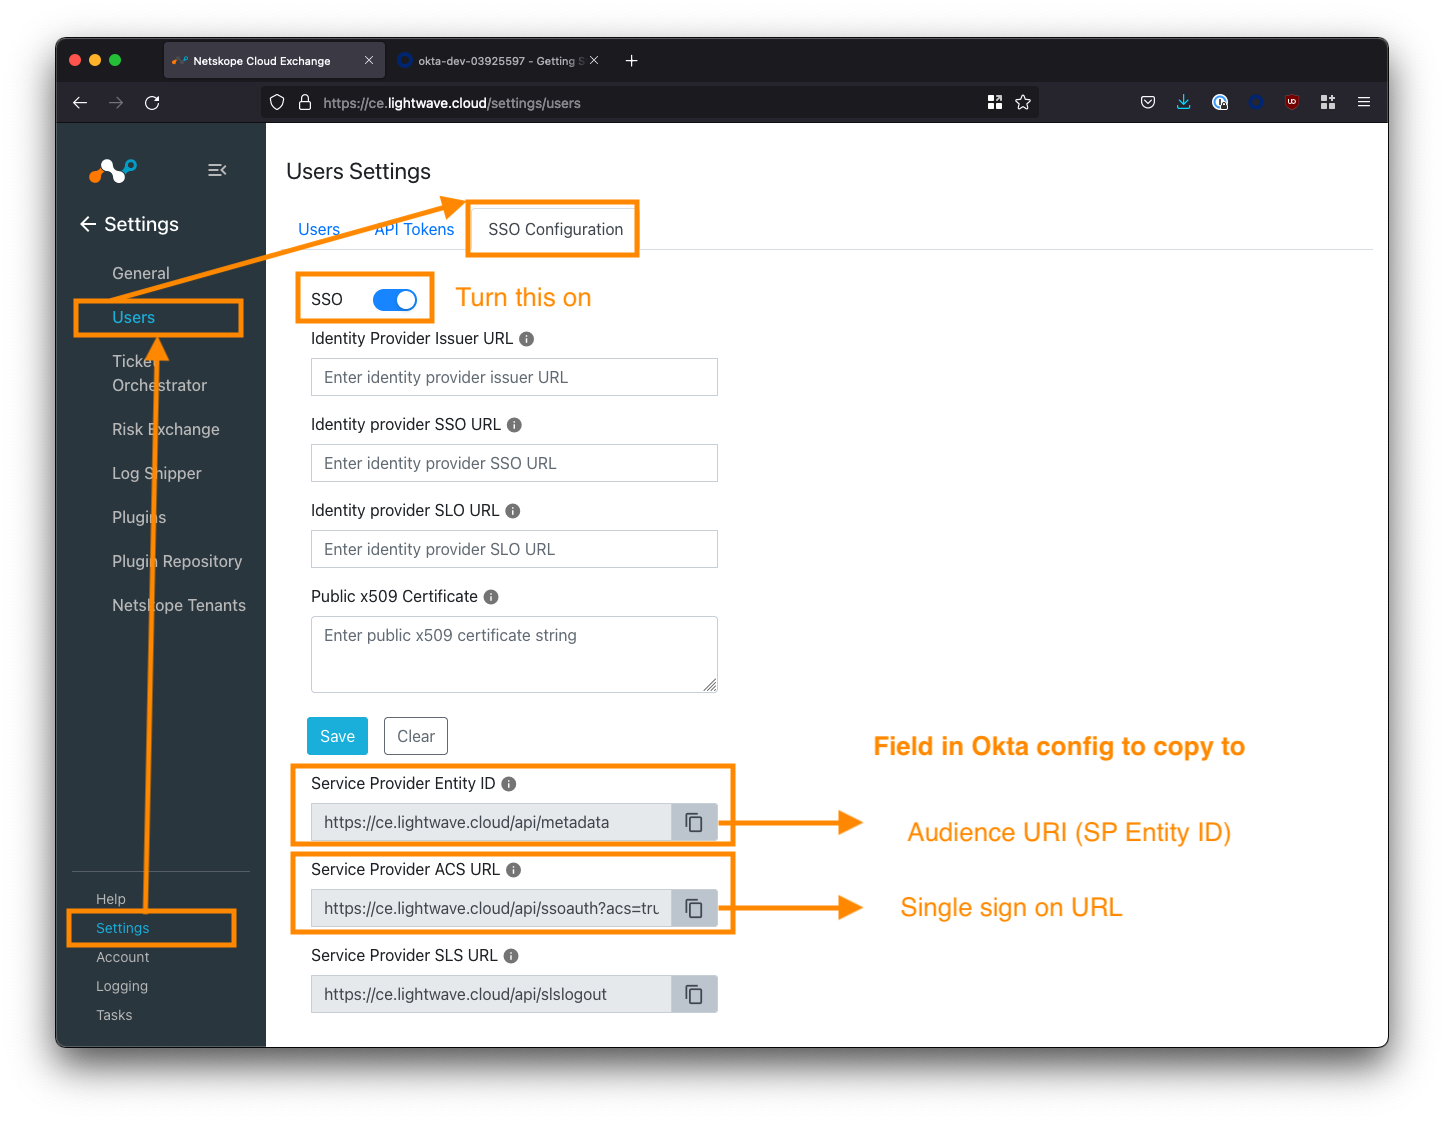 Netskope Cloud Exchange
okta-dev-03925597 - Getting S
https://ce.lightwave.cloud/settings/users
Settings
General
Users
Ticket
Orchestrator
Risk Exchange
Log Shipper
Plugins
Plugin Repository
Netskope Tenants
Help
Settings
Account
Logging
Tasks
Users Settings
Users
API Tokens
SSO Configuration
SSO
Turn this on
Identity Provider Issuer URL
Enter identity provider issuer URL
Identity provider SSO URL
Enter identity provider SSO URL
Identity provider SLO URL
Enter identity provider SLO URL
Public x509 Certificate
Enter public x509 certificate string
Save
Clear
Field in Okta config to copy to
Service Provider Entity ID
https://ce.lightwave.cloud/api/metadata
Audience URI (SP Entity ID)
Service Provider ACS URL
https://ce.lightwave.cloud/api/ssoauth?acs=tru
Single sign on URL
Service Provider SLS URL
https://ce.lightwave.cloud/api/slslogout